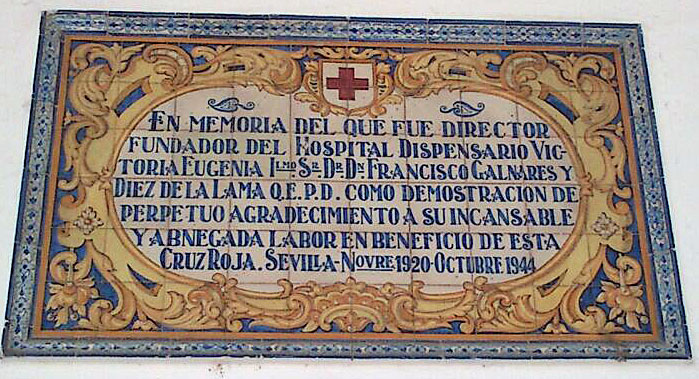 EN MEMORIA DEL QUE FUE DIRECTOR
FUNDADOR DEL HOSPITAL DISPENSARIO VIC-
TORIA EUGENIA ILMO. SR. DR. DN FRANCISCO GALNARES Y
DIEZ DE LA LAMA Q.E.P.D. COMO DEMOSTRACION DE
PERPETUO AGRADECIMIENTO A SU INCANSABLE
Y ABNEGADA LABOR EN BENEFICIO DE ESTA
CRUZ ROJA. SEVILLA-NOVRE 1920-OCTUBRE 1944